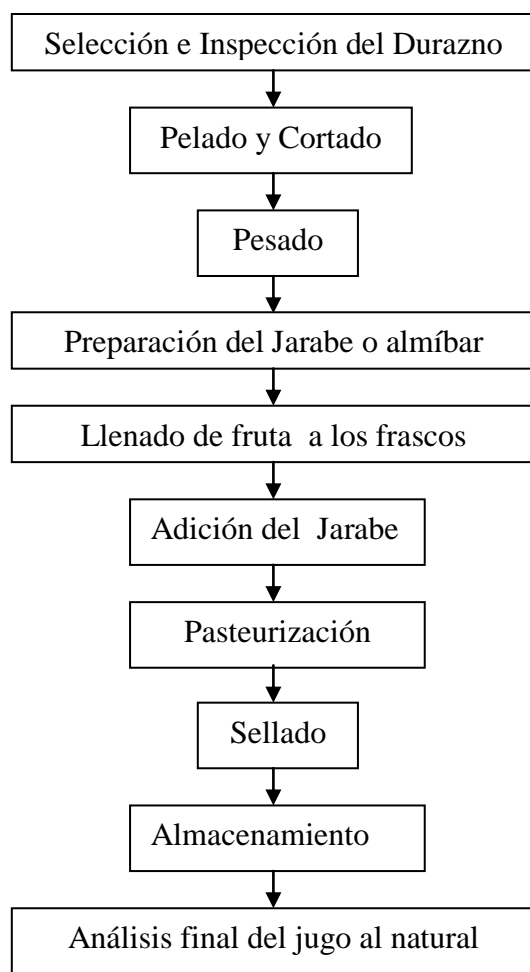 Selección e Inspección del Durazno
Pelado y Cortado
Pesado
Preparación del Jarabe o almíbar
Llenado de fruta a los frascos
Adición del Jarabe
Pasteurización
Sellado
Almacenamiento
Análisis final del jugo al natural